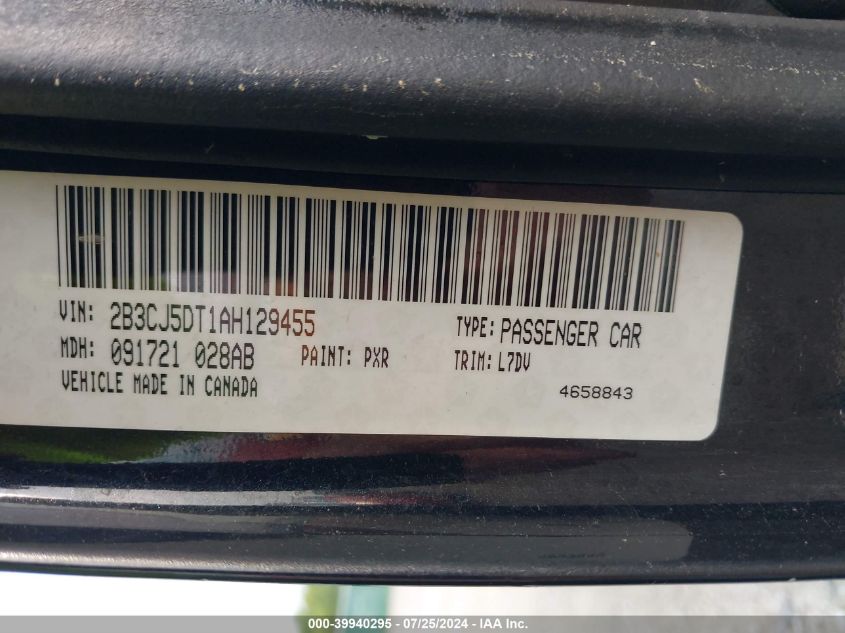 VIN: 2B3CJ5DT1AH129455 TYPE: PASSENGER CAR
MDH: 091721 028AB PAINT: PXR TRIM: L7DV
VEHICLE MADE IN CANADA 4658843
000-39940295 - 07/25/2024 - IAA Inc.